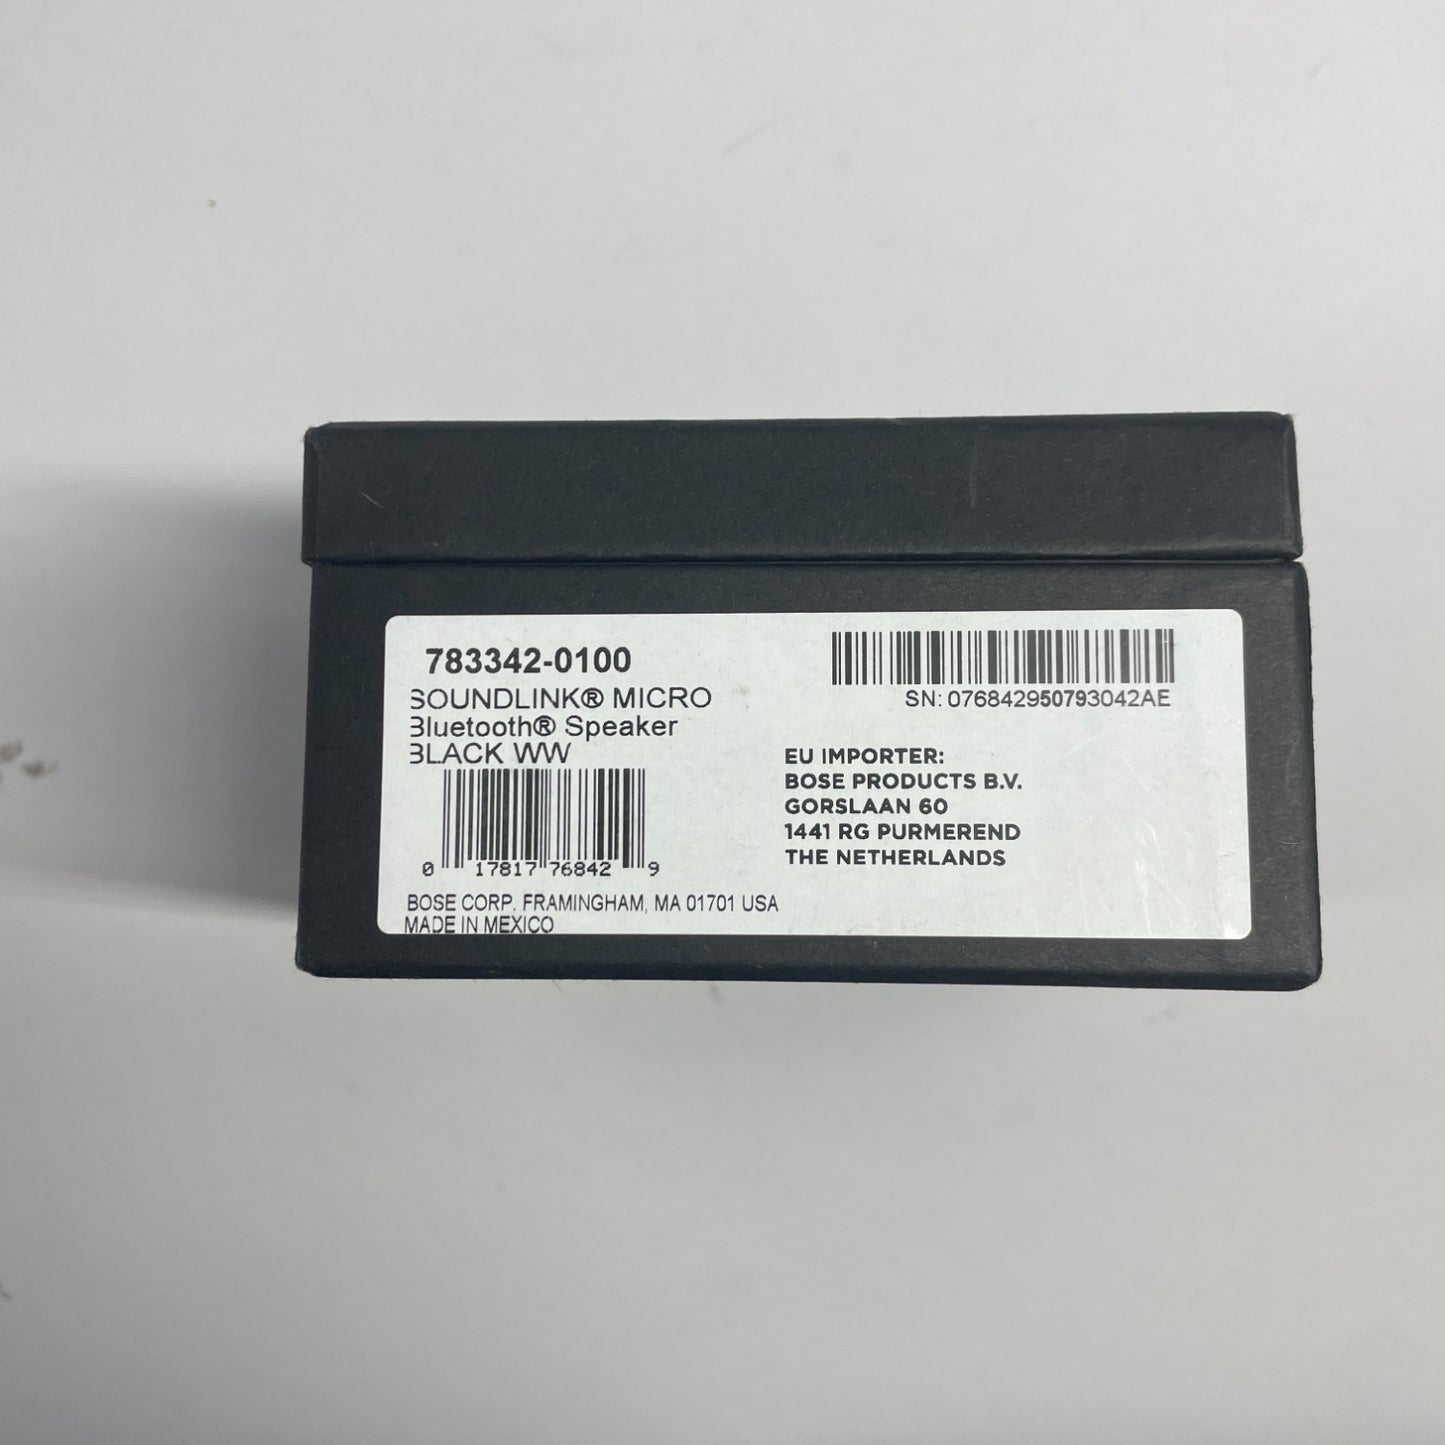 783342-0100
SOUNDLINK® MICRO
Bluetooth® Speaker
BLACK WW
0 17817 76842 9
BOSE CORP. FRAMINGHAM, MA 01701 USA
MADE IN MEXICO
SN: 076842950793042AE
EU IMPORTER:
BOSE PRODUCTS B.V.
GORSLAAN 60
1441 RG PURMEREND
THE NETHERLANDS